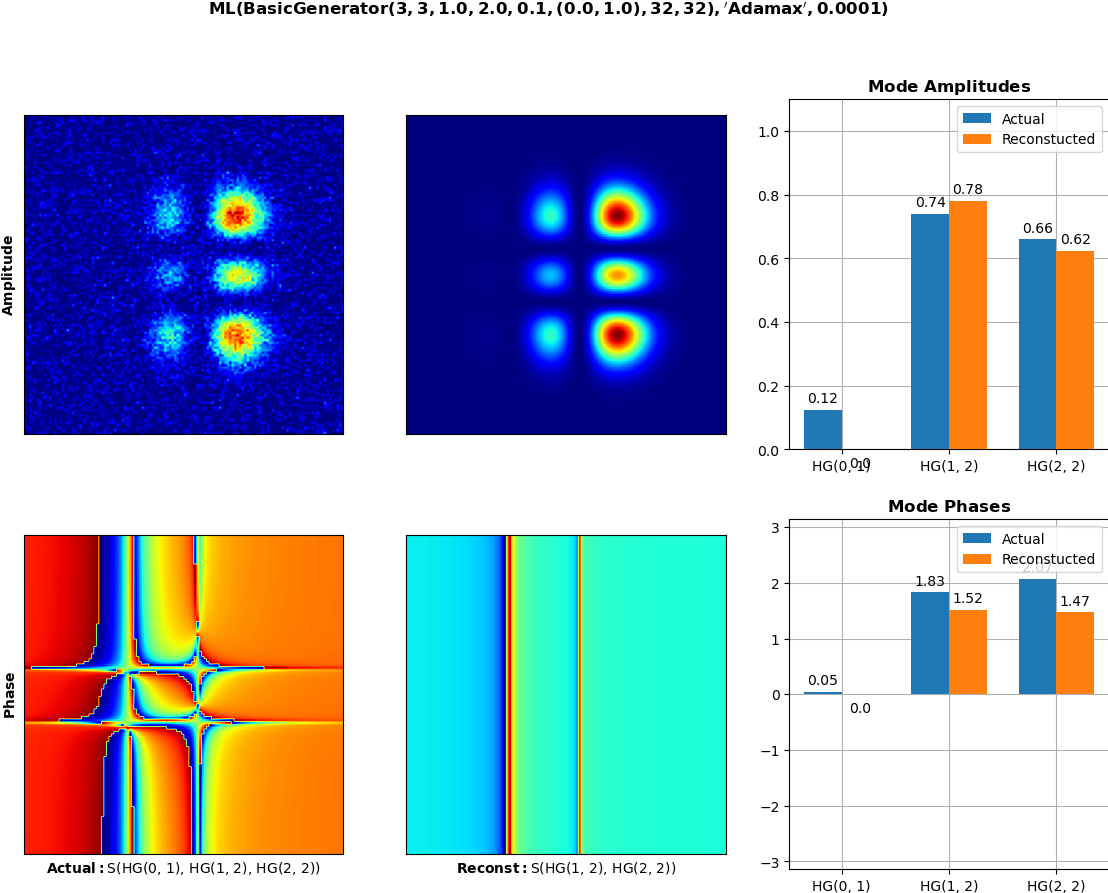 ML(BasicGenerator(3, 3, 1.0, 2.0, 0.1, (0.0, 1.0), 32, 32), 'Adamax', 0.0001)
Mode Amplitudes
Actual
Reconstucted
1.0
0.8
0.6
0.4
0.2
0.0
0.12
0.0
0.74
0.78
0.66
0.62
HG(0, 1)
HG(1, 2)
HG(2, 2)
Amplitude
Mode Phases
Actual
Reconstucted
3
2
1
0
−1
−2
−3
0.05
0.0
1.83
1.52
2.07
1.47
HG(0, 1)
HG(1, 2)
HG(2, 2)
Phase
Actual: S(HG(0, 1), HG(1, 2), HG(2, 2))
Reconst: S(HG(1, 2), HG(2, 2))